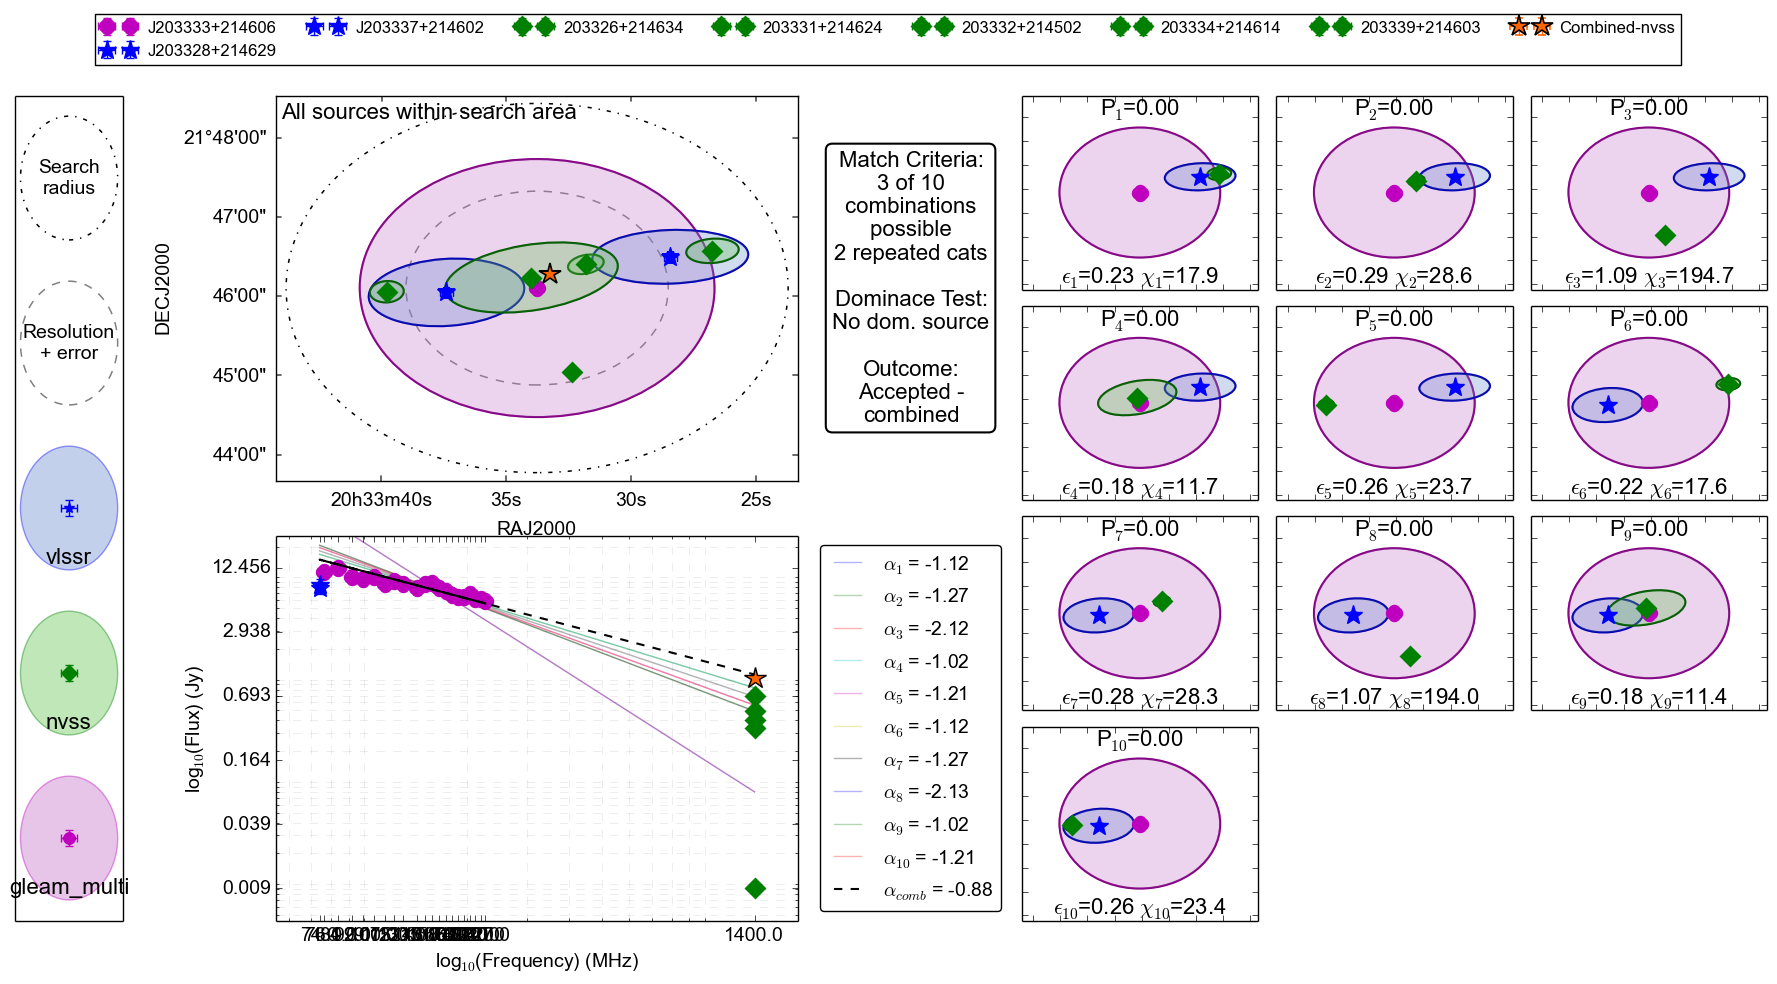 J203333+214606
J203337+214602
203326+214634
203331+214624
203332+214502
203334+214614
203339+214603
Combined-nvss
J203328+214629
Search
radius
Resolution
+ error
vlssr
nvss
gleam_multi
All sources within search area
21°48'00"
47'00"
46'00"
45'00"
44'00"
DECJ2000
20h33m40s
35s
30s
25s
RAJ2000
Match Criteria:
3 of 10
combinations
possible
2 repeated cats
Dominace Test:
No dom. source
Outcome:
Accepted -
combined
12.456
2.938
0.693
0.164
0.039
0.009
log10(Flux) (Jy)
1400.0
log10(Frequency) (MHz)
α1 = -1.12
α2 = -1.27
α3 = -2.12
α4 = -1.02
α5 = -1.21
α6 = -1.12
α7 = -1.27
α8 = -2.13
α9 = -1.02
α10 = -1.21
αcomb = -0.88
P1=0.00
ϵ1=0.23 χ1=17.9
P2=0.00
ϵ2=0.29 χ2=28.6
P3=0.00
ϵ3=1.09 χ3=194.7
P4=0.00
ϵ4=0.18 χ4=11.7
P5=0.00
ϵ5=0.26 χ5=23.7
P6=0.00
ϵ6=0.22 χ6=17.6
P7=0.00
ϵ7=0.28 χ7=28.3
P8=0.00
ϵ8=1.07 χ8=194.0
P9=0.00
ϵ9=0.18 χ9=11.4
P10=0.00
ϵ10=0.26 χ10=23.4